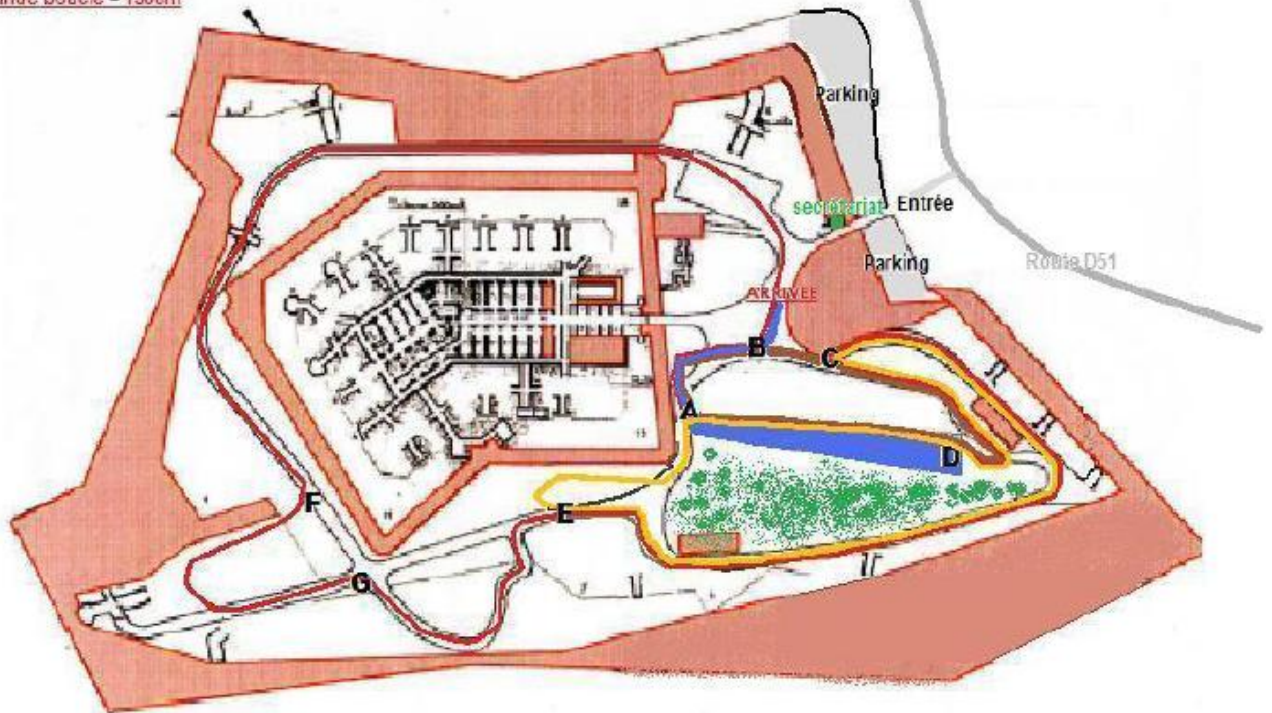 Parking
secrétariat
Entrée
Parking
Route D51
ARRIVEE
B
C
A
D
E
F
G